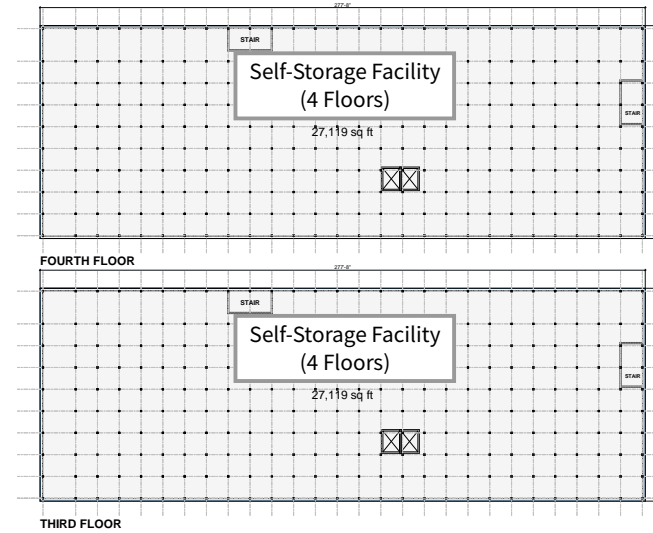 277'-8"
STAIR
Self-Storage Facility
(4 Floors)
STAIR
27,119 sq ft
FOURTH FLOOR
277'-8"
STAIR
Self-Storage Facility
(4 Floors)
STAIR
27,119 sq ft
THIRD FLOOR